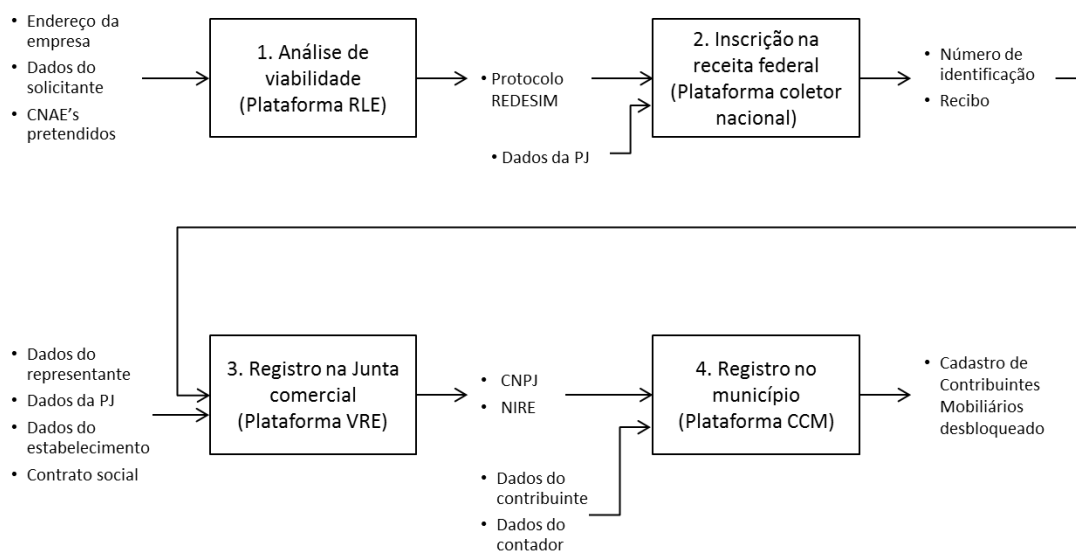 • Endereço da
empresa
• Dados do
solicitante
• CNAE's
pretendidos
1. Análise de
viabilidade
(Plataforma RLE)
• Protocolo
REDESIM
• Dados da PJ
2. Inscrição na
receita federal
(Plataforma coletor
nacional)
• Número de
identificação
• Recibo
• Dados do
representante
• Dados da PJ
• Dados do
estabelecimento
• Contrato social
3. Registro na Junta
comercial
(Plataforma VRE)
• CNPJ
• NIRE
• Dados do
contribuinte
• Dados do
contador
4. Registro no
município
(Plataforma CCM)
• Cadastro de
Contribuintes
Mobiliários
desbloqueado